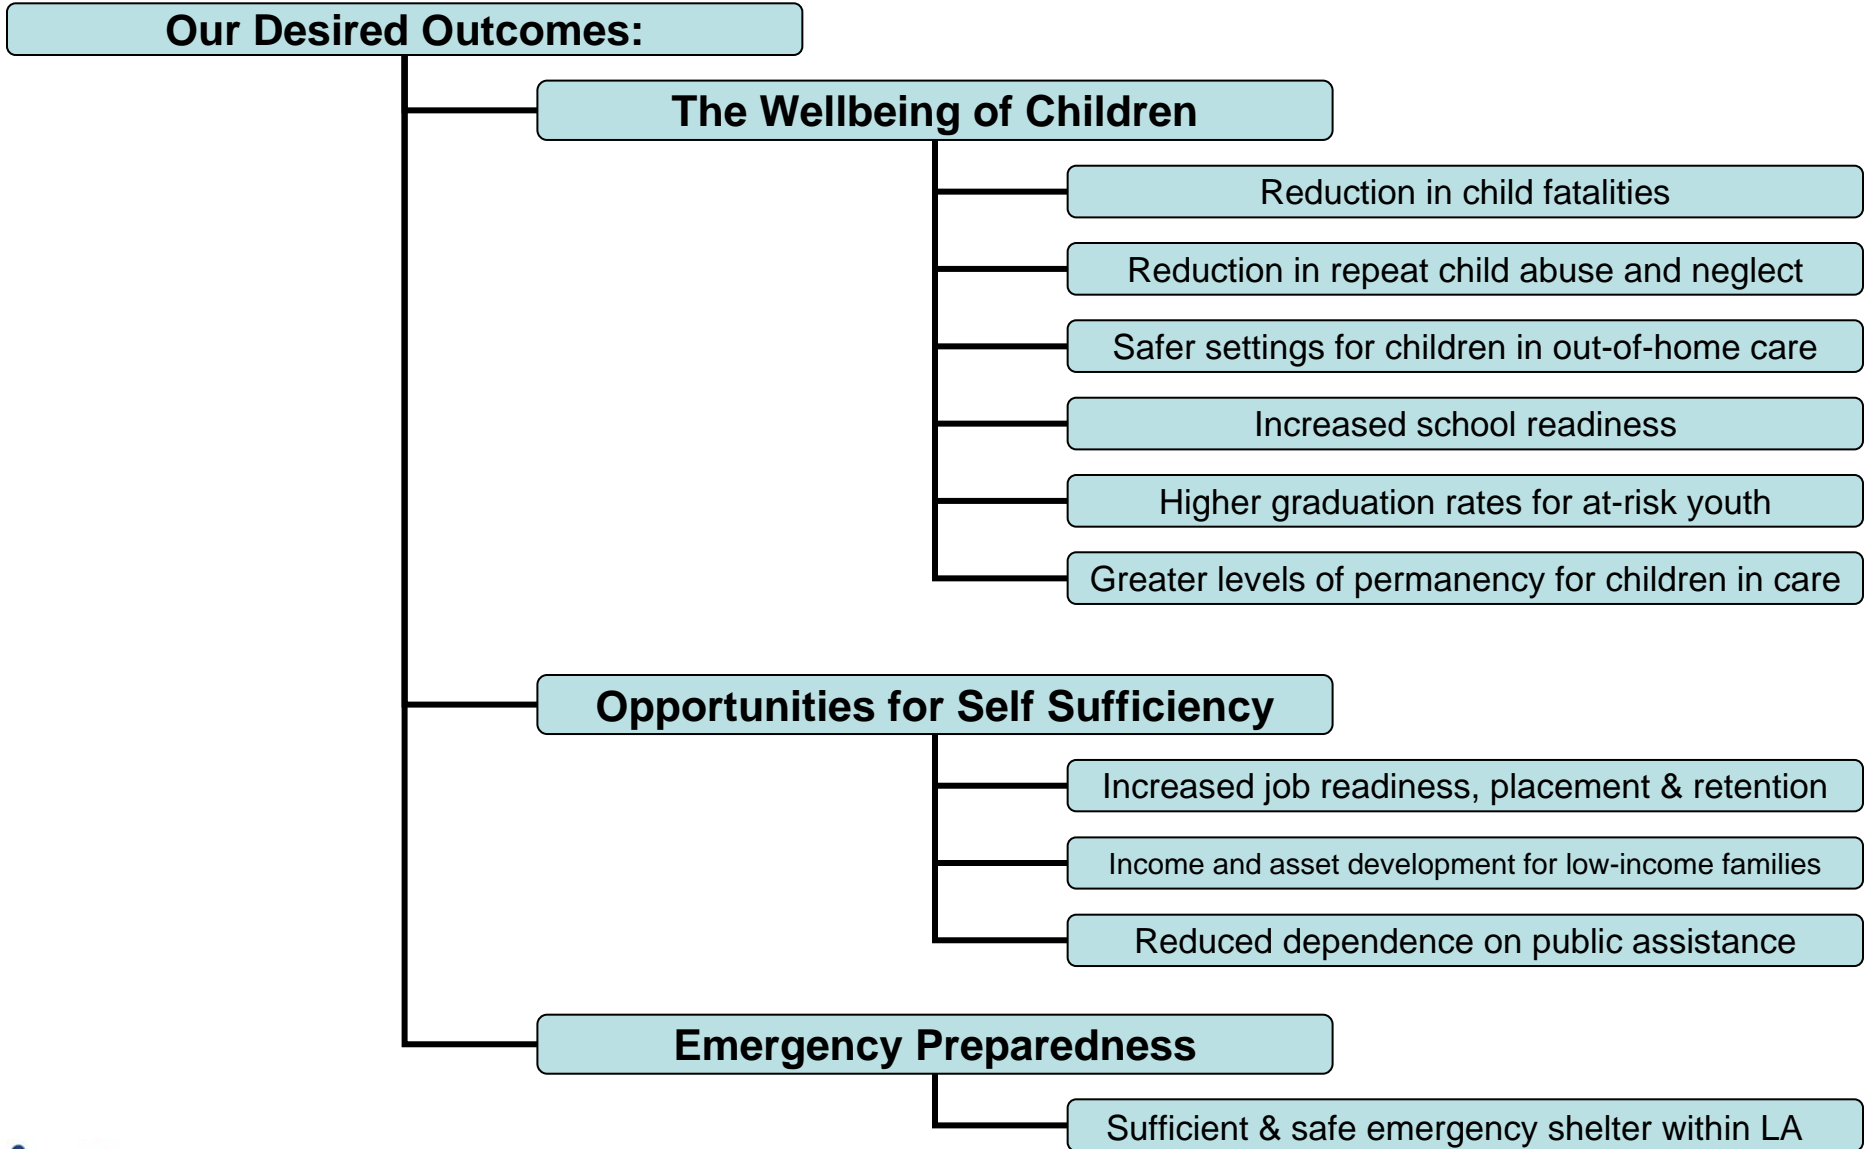 Our Desired Outcomes:
The Wellbeing of Children
Reduction in child fatalities
Reduction in repeat child abuse and neglect
Safer settings for children in out-of-home care
Increased school readiness
Higher graduation rates for at-risk youth
Greater levels of permanency for children in care
Opportunities for Self Sufficiency
Increased job readiness, placement & retention
Income and asset development for low-income families
Reduced dependence on public assistance
Emergency Preparedness
Sufficient & safe emergency shelter within LA